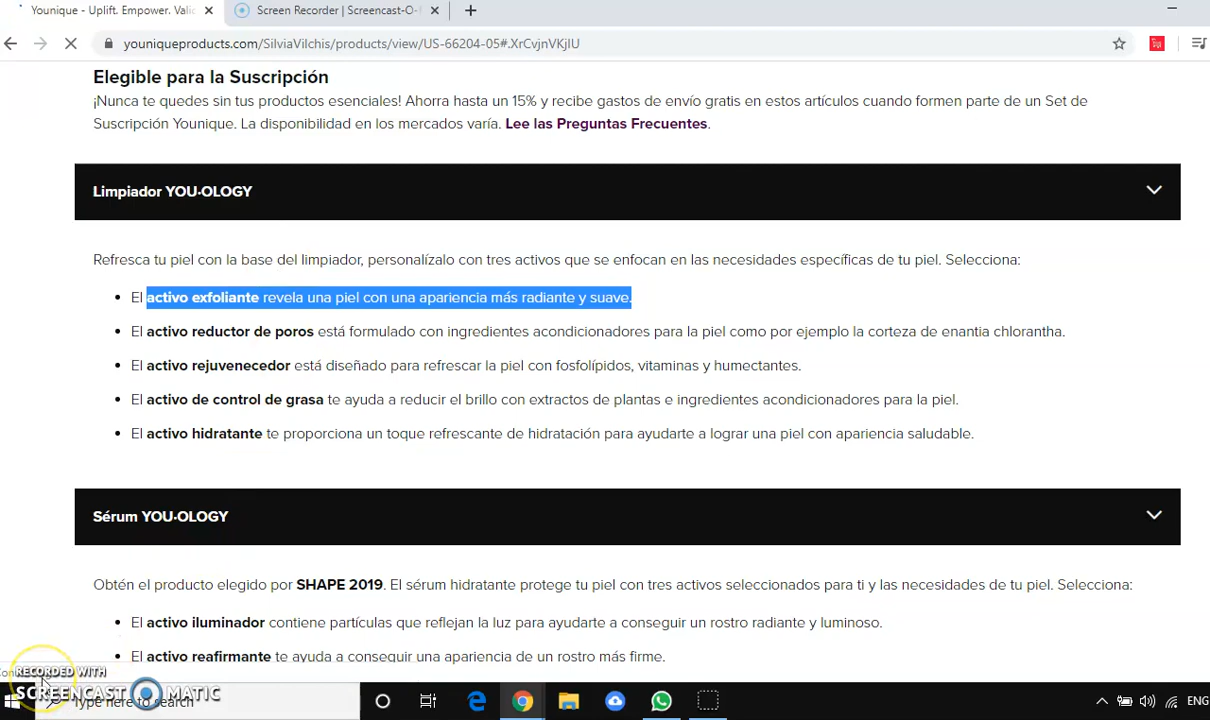 Younique - Uplift. Empower. Vali
Screen Recorder | Screencast-O-
youniqueproducts.com/SilviaVilchis/products/view/US-66204-05#.XrCvjnVKjIU
Elegible para la Suscripción
¡Nunca te quedes sin tus productos esenciales! Ahorra hasta un 15% y recibe gastos de envío gratis en estos artículos cuando formen parte de un Set de
Suscripción Younique. La disponibilidad en los mercados varía. Lee las Preguntas Frecuentes.
Limpiador YOU·OLOGY
Refresca tu piel con la base del limpiador, personalízalo con tres activos que se enfocan en las necesidades específicas de tu piel. Selecciona:
• El activo exfoliante revela una piel con una apariencia más radiante y suave.
• El activo reductor de poros está formulado con ingredientes acondicionadores para la piel como por ejemplo la corteza de enantia chlorantha.
• El activo rejuvenecedor está diseñado para refrescar la piel con fosfolípidos, vitaminas y humectantes.
• El activo de control de grasa te ayuda a reducir el brillo con extractos de plantas e ingredientes acondicionadores para la piel.
• El activo hidratante te proporciona un toque refrescante de hidratación para ayudarte a lograr una piel con apariencia saludable.
Sérum YOU·OLOGY
Obtén el producto elegido por SHAPE 2019. El sérum hidratante protege tu piel con tres activos seleccionados para ti y las necesidades de tu piel. Selecciona:
• El activo iluminador contiene partículas que reflejan la luz para ayudarte a conseguir un rostro radiante y luminoso.
• El activo reafirmante te ayuda a conseguir una apariencia de un rostro más firme.
RECORDED WITH
SCREENCAST MATIC
Type here to search
ENG